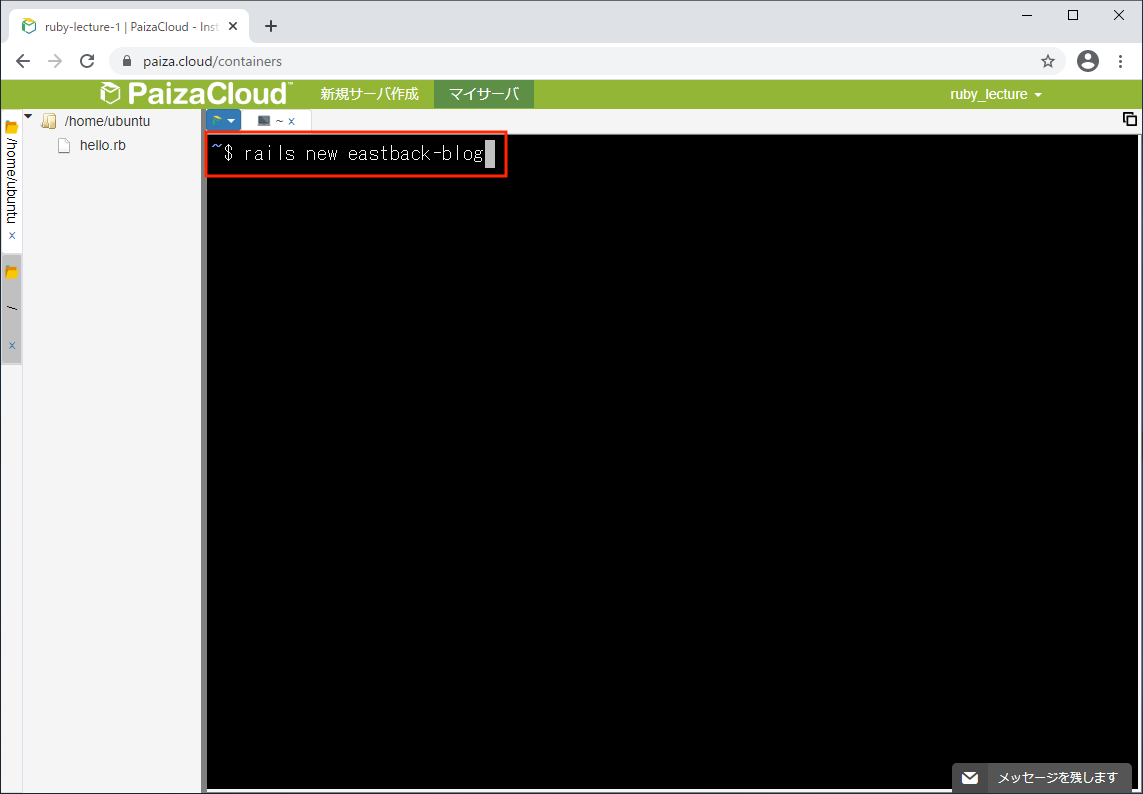 ruby-lecture-1 | PaizaCloud - Inst
paiza.cloud/containers
PaizaCloud™ 新規サーバ作成 マイサーバ ruby_lecture
/home/ubuntu
/home/ubuntu
hello.rb
/
~
~$ rails new eastback-blog
メッセージを残します